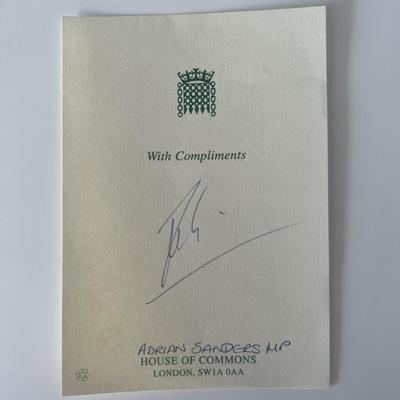 With Compliments
ADRIAN SANDERS MP
HOUSE OF COMMONS
LONDON, SW1A 0AA